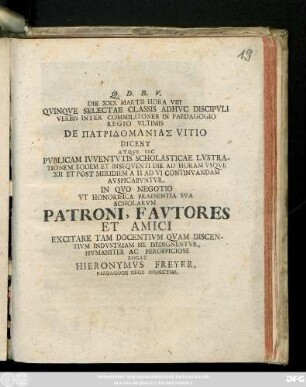 19
Q. D. B. V.
DIE XXX MARTII HORA VIII
QVINQVE SELECTAE CLASSIS ADHVC DISCIPVLI
VERBIS INTER COMMILITONES IN PAEDAGOGIO
REGIO VLTIMIS
DE ΠΑΤΡΙΔΟΜΑΝΙΑΣ VITIO
DICENT
ATQVE SIC
PVBLICAM IVVENTVTIS SCHOLASTICAE LVSTRA-
TIONEM EODEM ET INSEQVENTI DIE AD HORAM VSQVE
XII ET POST MERIDIEM A II AD VI CONTINVANDAM
AVSPICABVNTVR.
IN QVO NEGOTIO
VT HONORIFICA PRAESENTIA SVA
SCHOLARVM
PATRONI, FAVTORES
ET AMICI
EXCITARE TAM DOCENTIVM QVAM DISCEN-
TIVM INDVSTRIAM NE DEDIGNENTVR,
HVMANITER AC PEROFFICIOSE
ROGAT
HIERONYMVS FREYER,
PAEDAGOGII REGII INSPECTOR.